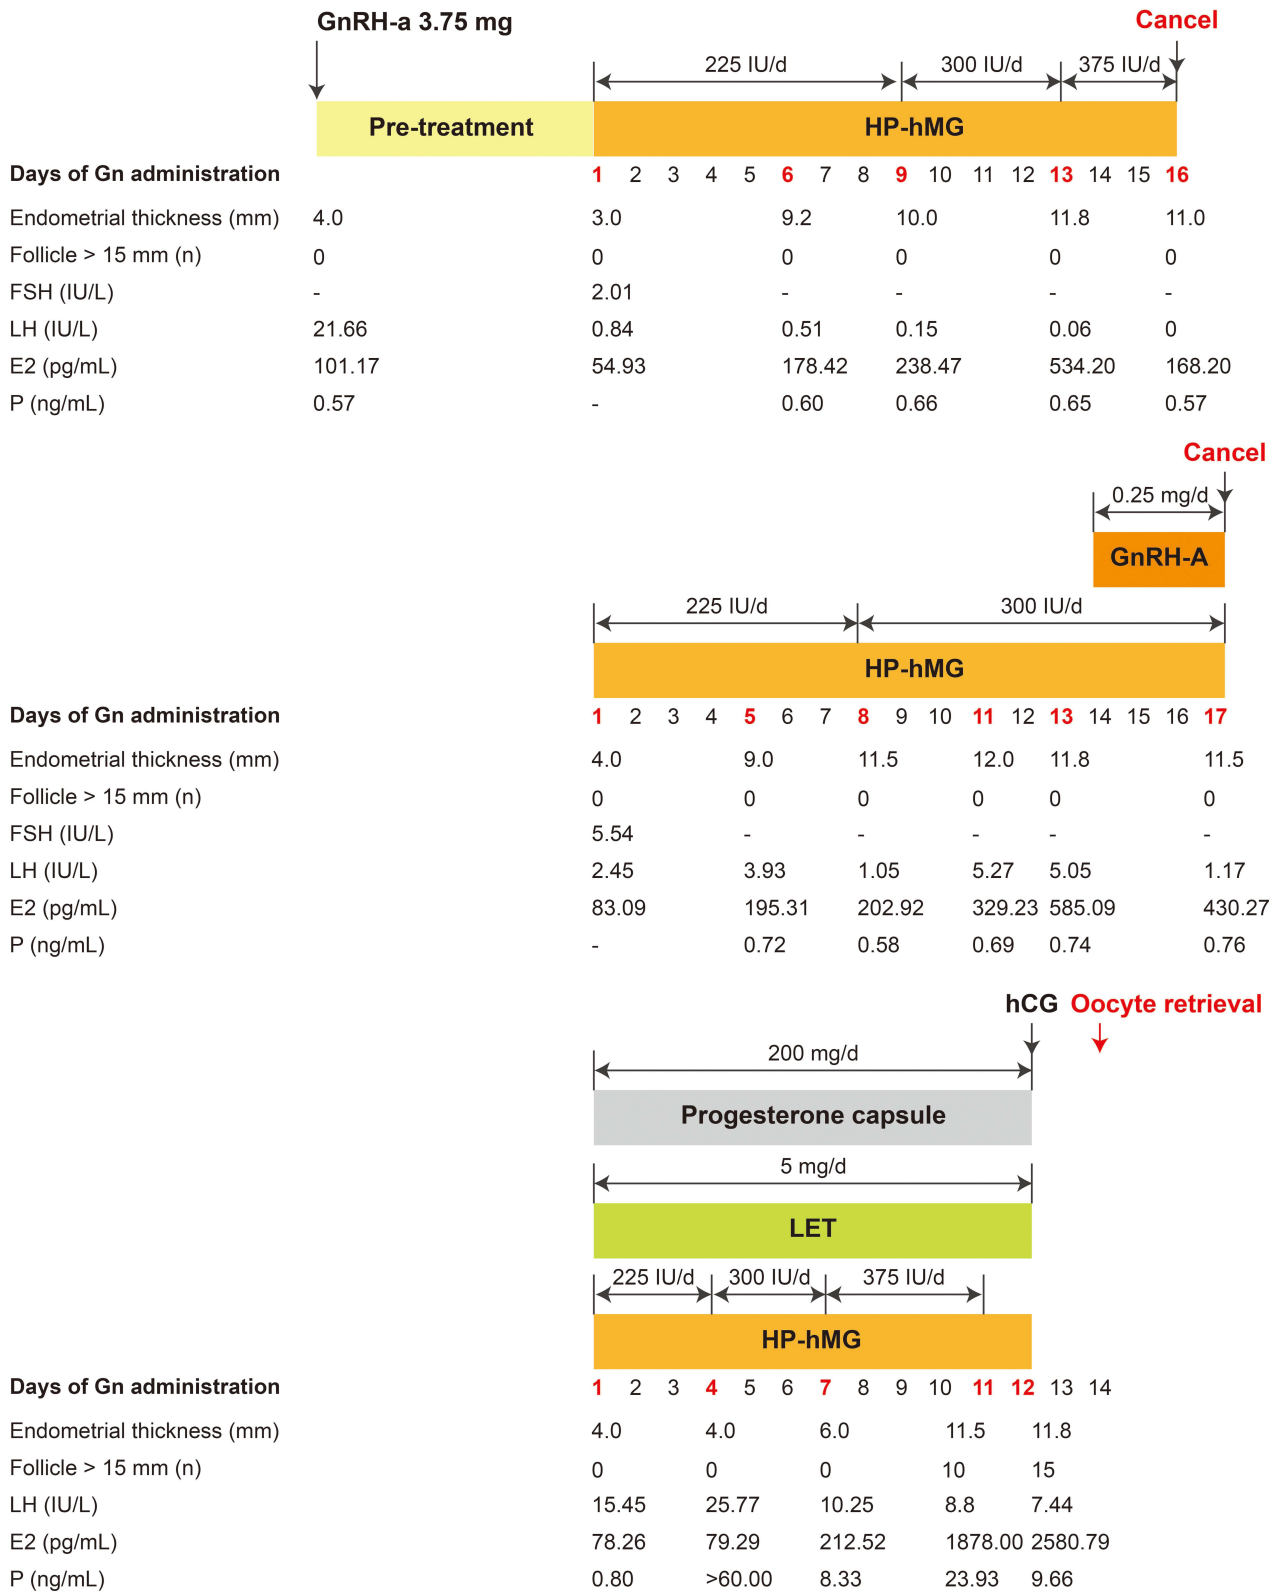 GnRH-a 3.75 mg
Cancel
225 IU/d 300 IU/d 375 IU/d
Pre-treatment HP-hMG
Days of Gn administration 1 2 3 4 5 6 7 8 9 10 11 12 13 14 15 16
Endometrial thickness (mm) 4.0 3.0 9.2 10.0 11.8 11.0
Follicle > 15 mm (n) 0 0 0 0 0 0
FSH (IU/L) - 2.01 - - - -
LH (IU/L) 21.66 0.84 0.51 0.15 0.06 0
E2 (pg/mL) 101.17 54.93 178.42 238.47 534.20 168.20
P (ng/mL) 0.57 - 0.60 0.66 0.65 0.57
Cancel
0.25 mg/d
GnRH-A
225 IU/d 300 IU/d
HP-hMG
Days of Gn administration 1 2 3 4 5 6 7 8 9 10 11 12 13 14 15 16 17
Endometrial thickness (mm) 4.0 9.0 11.5 12.0 11.8 11.5
Follicle > 15 mm (n) 0 0 0 0 0 0
FSH (IU/L) 5.54 - - - - -
LH (IU/L) 2.45 3.93 1.05 5.27 5.05 1.17
E2 (pg/mL) 83.09 195.31 202.92 329.23 585.09 430.27
P (ng/mL) - 0.72 0.58 0.69 0.74 0.76
hCG Oocyte retrieval
200 mg/d
Progesterone capsule
5 mg/d
LET
225 IU/d 300 IU/d 375 IU/d
HP-hMG
Days of Gn administration 1 2 3 4 5 6 7 8 9 10 11 12 13 14
Endometrial thickness (mm) 4.0 4.0 6.0 11.5 11.8
Follicle > 15 mm (n) 0 0 0 10 15
LH (IU/L) 15.45 25.77 10.25 8.8 7.44
E2 (pg/mL) 78.26 79.29 212.52 1878.00 2580.79
P (ng/mL) 0.80 >60.00 8.33 23.93 9.66